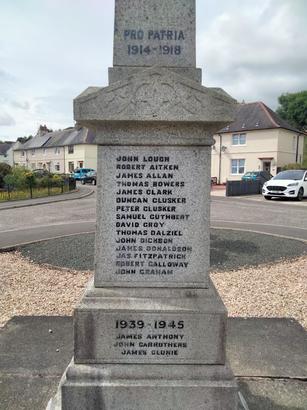 PRO PATRIA
1914-1918
JOHN LOUGH
ROBERT AITKEN
JAMES ALLAN
THOMAS BOWERS
JAMES CLARK
DUNCAN CLUSKER
PETER CLUSKER
SAMUEL CUTHBERT
DAVID CROY
THOMAS DALZIEL
JOHN DICKSON
JAMES DONALDSON
JAS FITZPATRICK
ROBERT GALLOWAY
JOHN GRAHAM
1939-1945
JAMES ANTHONY
JOHN CARRUTHERS
JAMES CLUNIE